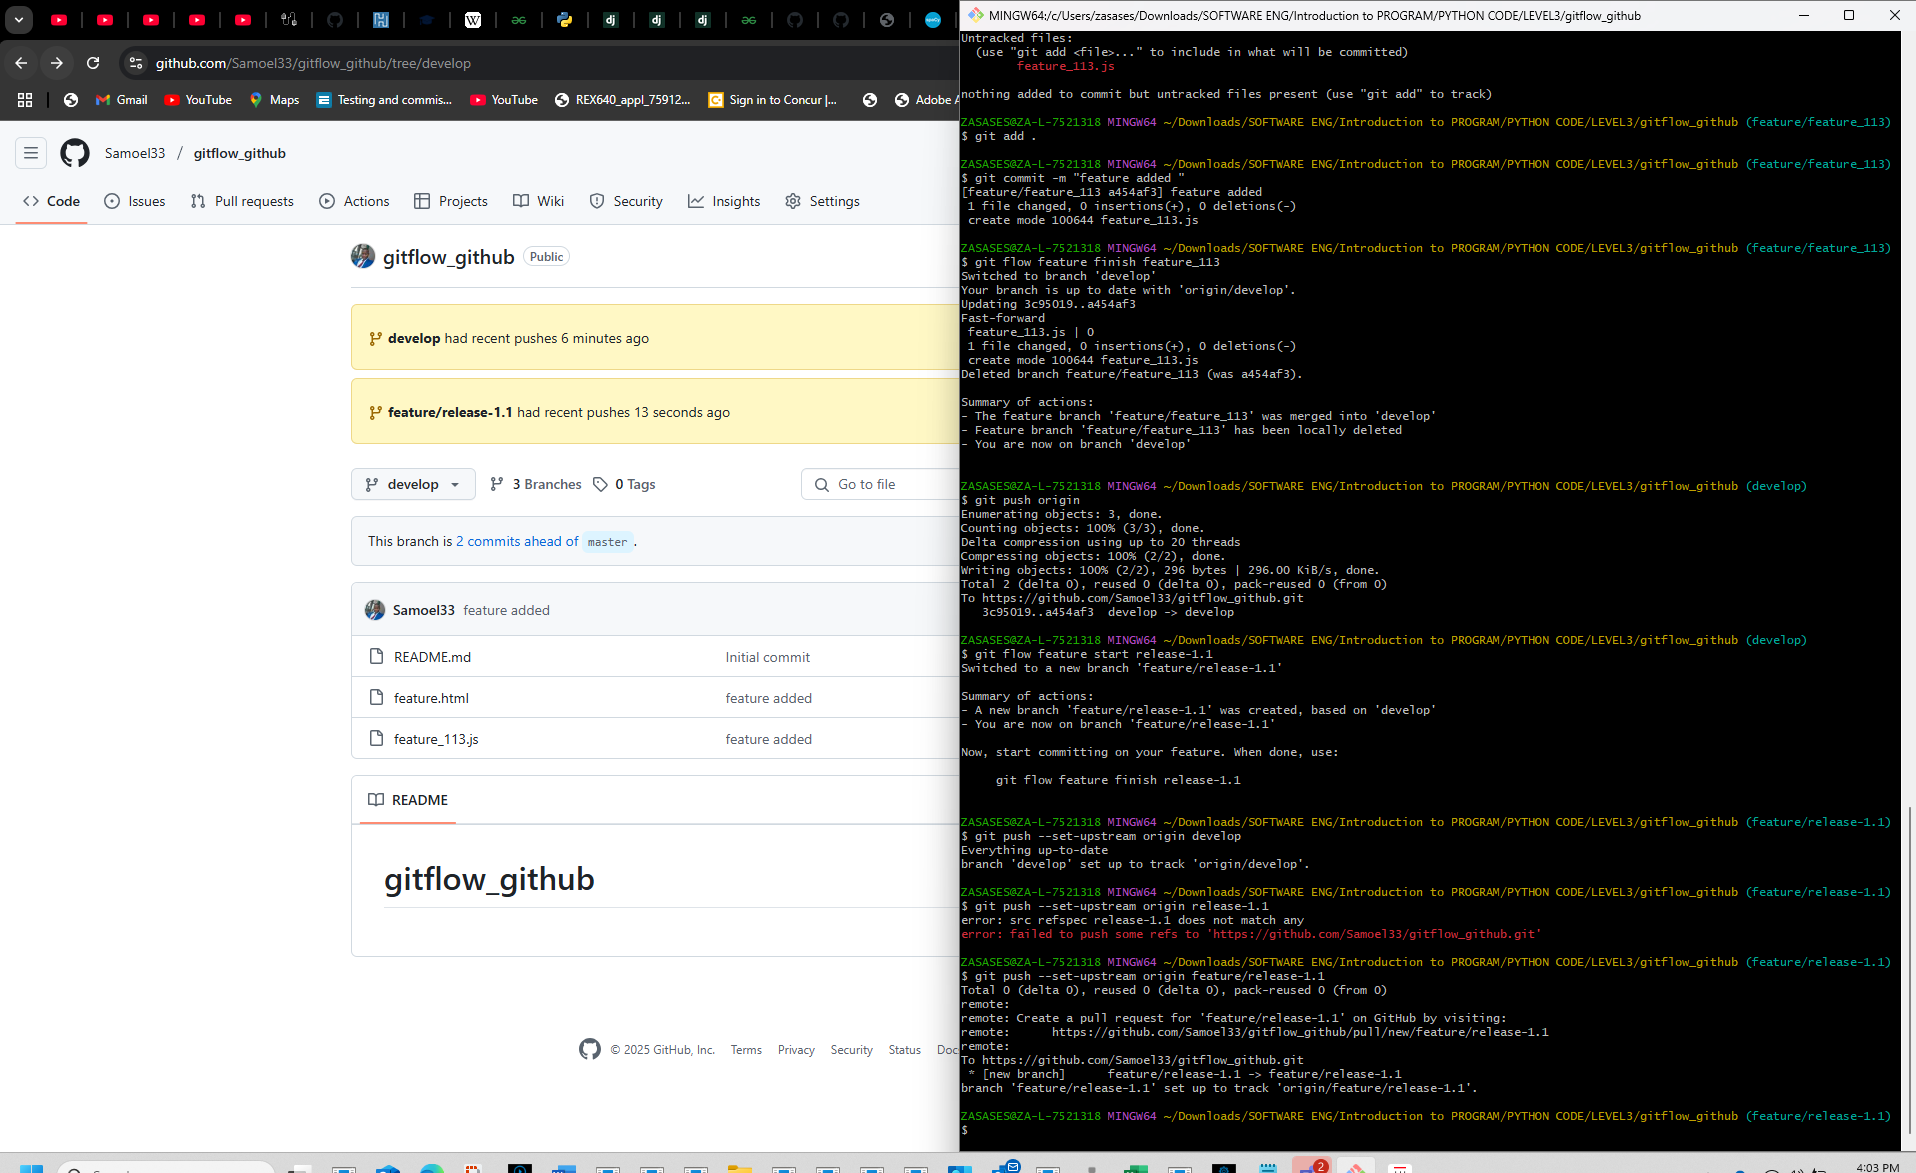 github.com/Samoel33/gitflow_github/tree/develop
Gmail
YouTube
Maps
Testing and commis...
YouTube
REX640_appl_75912...
Sign in to Concur |...
Adobe A
Samoel33 / gitflow_github
Code
Issues
Pull requests
Actions
Projects
Wiki
Security
Insights
Settings
gitflow_github Public
develop had recent pushes 6 minutes ago
feature/release-1.1 had recent pushes 13 seconds ago
develop
3 Branches
0 Tags
Go to file
This branch is 2 commits ahead of master .
Samoel33 feature added
README.md Initial commit
feature.html feature added
feature_113.js feature added
README
gitflow_github
© 2025 GitHub, Inc. Terms Privacy Security Status Doc
MINGW64:/c/Users/zasases/Downloads/SOFTWARE ENG/Introduction to PROGRAM/PYTHON CODE/LEVEL3/gitflow_github
Untracked files:
(use "git add <file>..." to include in what will be committed)
feature_113.js
nothing added to commit but untracked files present (use "git add" to track)
ZASASES@ZA-L-7521318 MINGW64 ~/Downloads/SOFTWARE ENG/Introduction to PROGRAM/PYTHON CODE/LEVEL3/gitflow_github (feature/feature_113)
$ git add .
ZASASES@ZA-L-7521318 MINGW64 ~/Downloads/SOFTWARE ENG/Introduction to PROGRAM/PYTHON CODE/LEVEL3/gitflow_github (feature/feature_113)
$ git commit -m "feature added "
[feature/feature_113 a454af3] feature added
1 file changed, 0 insertions(+), 0 deletions(-)
create mode 100644 feature_113.js
ZASASES@ZA-L-7521318 MINGW64 ~/Downloads/SOFTWARE ENG/Introduction to PROGRAM/PYTHON CODE/LEVEL3/gitflow_github (feature/feature_113)
$ git flow feature finish feature_113
Switched to branch 'develop'
Your branch is up to date with 'origin/develop'.
Updating 3c95019..a454af3
Fast-forward
feature_113.js | 0
1 file changed, 0 insertions(+), 0 deletions(-)
create mode 100644 feature_113.js
Deleted branch feature/feature_113 (was a454af3).
Summary of actions:
- The feature branch 'feature/feature_113' was merged into 'develop'
- Feature branch 'feature/feature_113' has been locally deleted
- You are now on branch 'develop'
ZASASES@ZA-L-7521318 MINGW64 ~/Downloads/SOFTWARE ENG/Introduction to PROGRAM/PYTHON CODE/LEVEL3/gitflow_github (develop)
$ git push origin
Enumerating objects: 3, done.
Counting objects: 100% (3/3), done.
Delta compression using up to 20 threads
Compressing objects: 100% (2/2), done.
Writing objects: 100% (2/2), 296 bytes | 296.00 KiB/s, done.
Total 2 (delta 0), reused 0 (delta 0), pack-reused 0 (from 0)
To https://github.com/Samoel33/gitflow_github.git
3c95019..a454af3 develop -> develop
ZASASES@ZA-L-7521318 MINGW64 ~/Downloads/SOFTWARE ENG/Introduction to PROGRAM/PYTHON CODE/LEVEL3/gitflow_github (develop)
$ git flow feature start release-1.1
Switched to a new branch 'feature/release-1.1'
Summary of actions:
- A new branch 'feature/release-1.1' was created, based on 'develop'
- You are now on branch 'feature/release-1.1'
Now, start committing on your feature. When done, use:
git flow feature finish release-1.1
ZASASES@ZA-L-7521318 MINGW64 ~/Downloads/SOFTWARE ENG/Introduction to PROGRAM/PYTHON CODE/LEVEL3/gitflow_github (feature/release-1.1)
$ git push --set-upstream origin develop
Everything up-to-date
branch 'develop' set up to track 'origin/develop'.
ZASASES@ZA-L-7521318 MINGW64 ~/Downloads/SOFTWARE ENG/Introduction to PROGRAM/PYTHON CODE/LEVEL3/gitflow_github (feature/release-1.1)
$ git push --set-upstream origin release-1.1
error: src refspec release-1.1 does not match any
error: failed to push some refs to 'https://github.com/Samoel33/gitflow_github.git'
ZASASES@ZA-L-7521318 MINGW64 ~/Downloads/SOFTWARE ENG/Introduction to PROGRAM/PYTHON CODE/LEVEL3/gitflow_github (feature/release-1.1)
$ git push --set-upstream origin feature/release-1.1
Total 0 (delta 0), reused 0 (delta 0), pack-reused 0 (from 0)
remote:
remote: Create a pull request for 'feature/release-1.1' on GitHub by visiting:
remote: https://github.com/Samoel33/gitflow_github/pull/new/feature/release-1.1
remote:
To https://github.com/Samoel33/gitflow_github.git
* [new branch] feature/release-1.1 -> feature/release-1.1
branch 'feature/release-1.1' set up to track 'origin/feature/release-1.1'.
ZASASES@ZA-L-7521318 MINGW64 ~/Downloads/SOFTWARE ENG/Introduction to PROGRAM/PYTHON CODE/LEVEL3/gitflow_github (feature/release-1.1)
$
2
4:03 PM